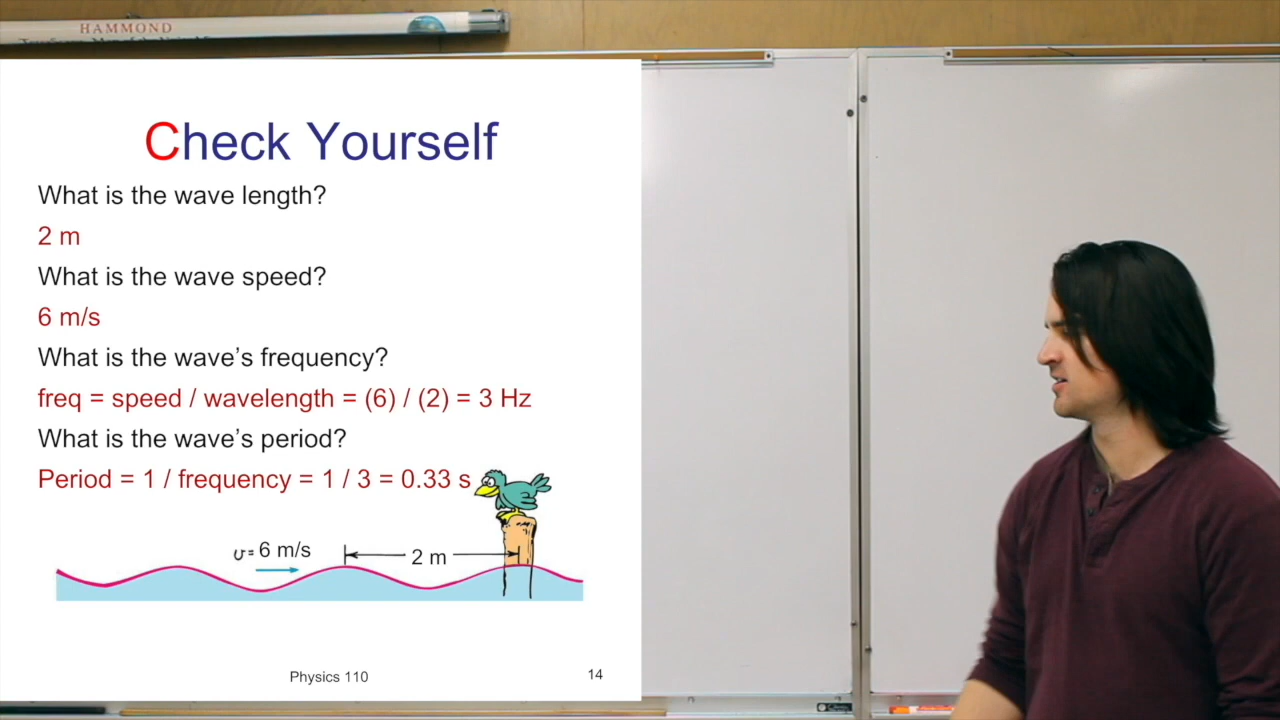 HAMMOND
Check Yourself
What is the wave length?
2 m
What is the wave speed?
6 m/s
What is the wave’s frequency?
freq = speed / wavelength = (6) / (2) = 3 Hz
What is the wave’s period?
Period = 1 / frequency = 1 / 3 = 0.33 s
v = 6 m/s
2 m
Physics 110
14